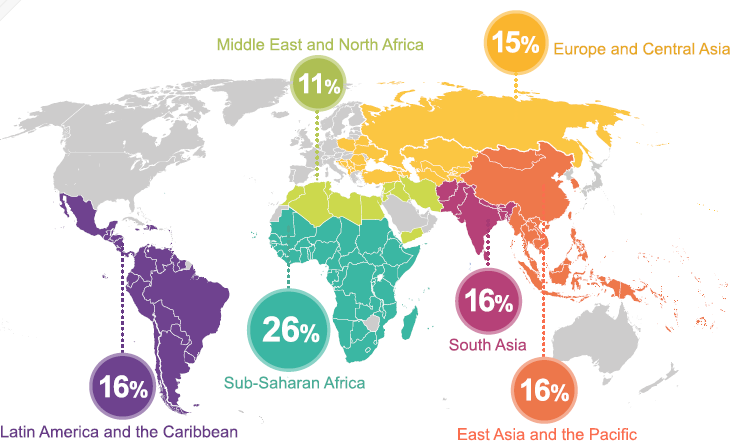 15%
Europe and Central Asia
Middle East and North Africa
11%
26%
Sub-Saharan Africa
16%
South Asia
16%
Latin America and the Caribbean
16%
East Asia and the Pacific